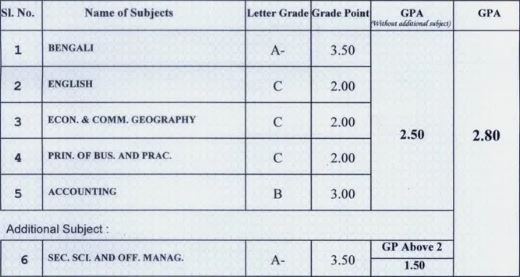 Sl. No. Name of Subjects Letter Grade Grade Point GPA (Without additional subject) GPA
1 BENGALI A- 3.50
2 ENGLISH C 2.00
3 ECON. & COMM. GEOGRAPHY C 2.00
2.50 2.80
4 PRIN. OF BUS. AND PRAC. C 2.00
5 ACCOUNTING B 3.00
Additional Subject :
6 SEC. SCI. AND OFF. MANAG. A- 3.50 GP Above 2
1.50